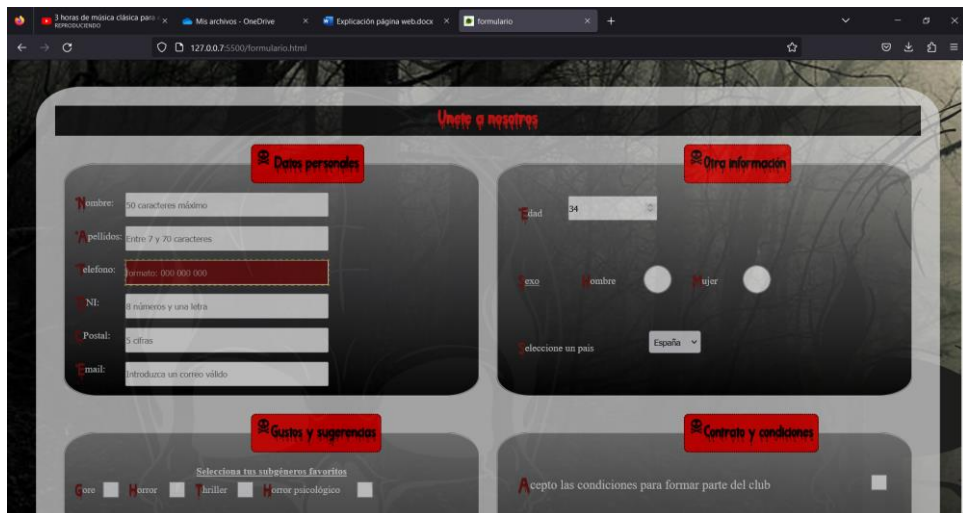 3 horas de música clásica para
REPRODUCIENDO
Mis archivos - OneDrive
Explicación página web.docx
formulario
127.0.0.7:5500/formulario.html
Unete a nosotros
Datos personales
Nombre: 50 caracteres máximo
Apellidos: Entre 7 y 70 caracteres
Telefono: formato: 000 000 000
DNI: 8 números y una letra
C Postal: 5 cifras
Email: Introduzca un correo válido
Otra información
Edad 34
Sexo Hombre Mujer
Seleccione un pais España
Gustos y sugerencias
Selecciona tus subgéneros favoritos
Gore Horror Thriller Horror psicológico
Contrato y condiciones
Acepto las condiciones para formar parte del club